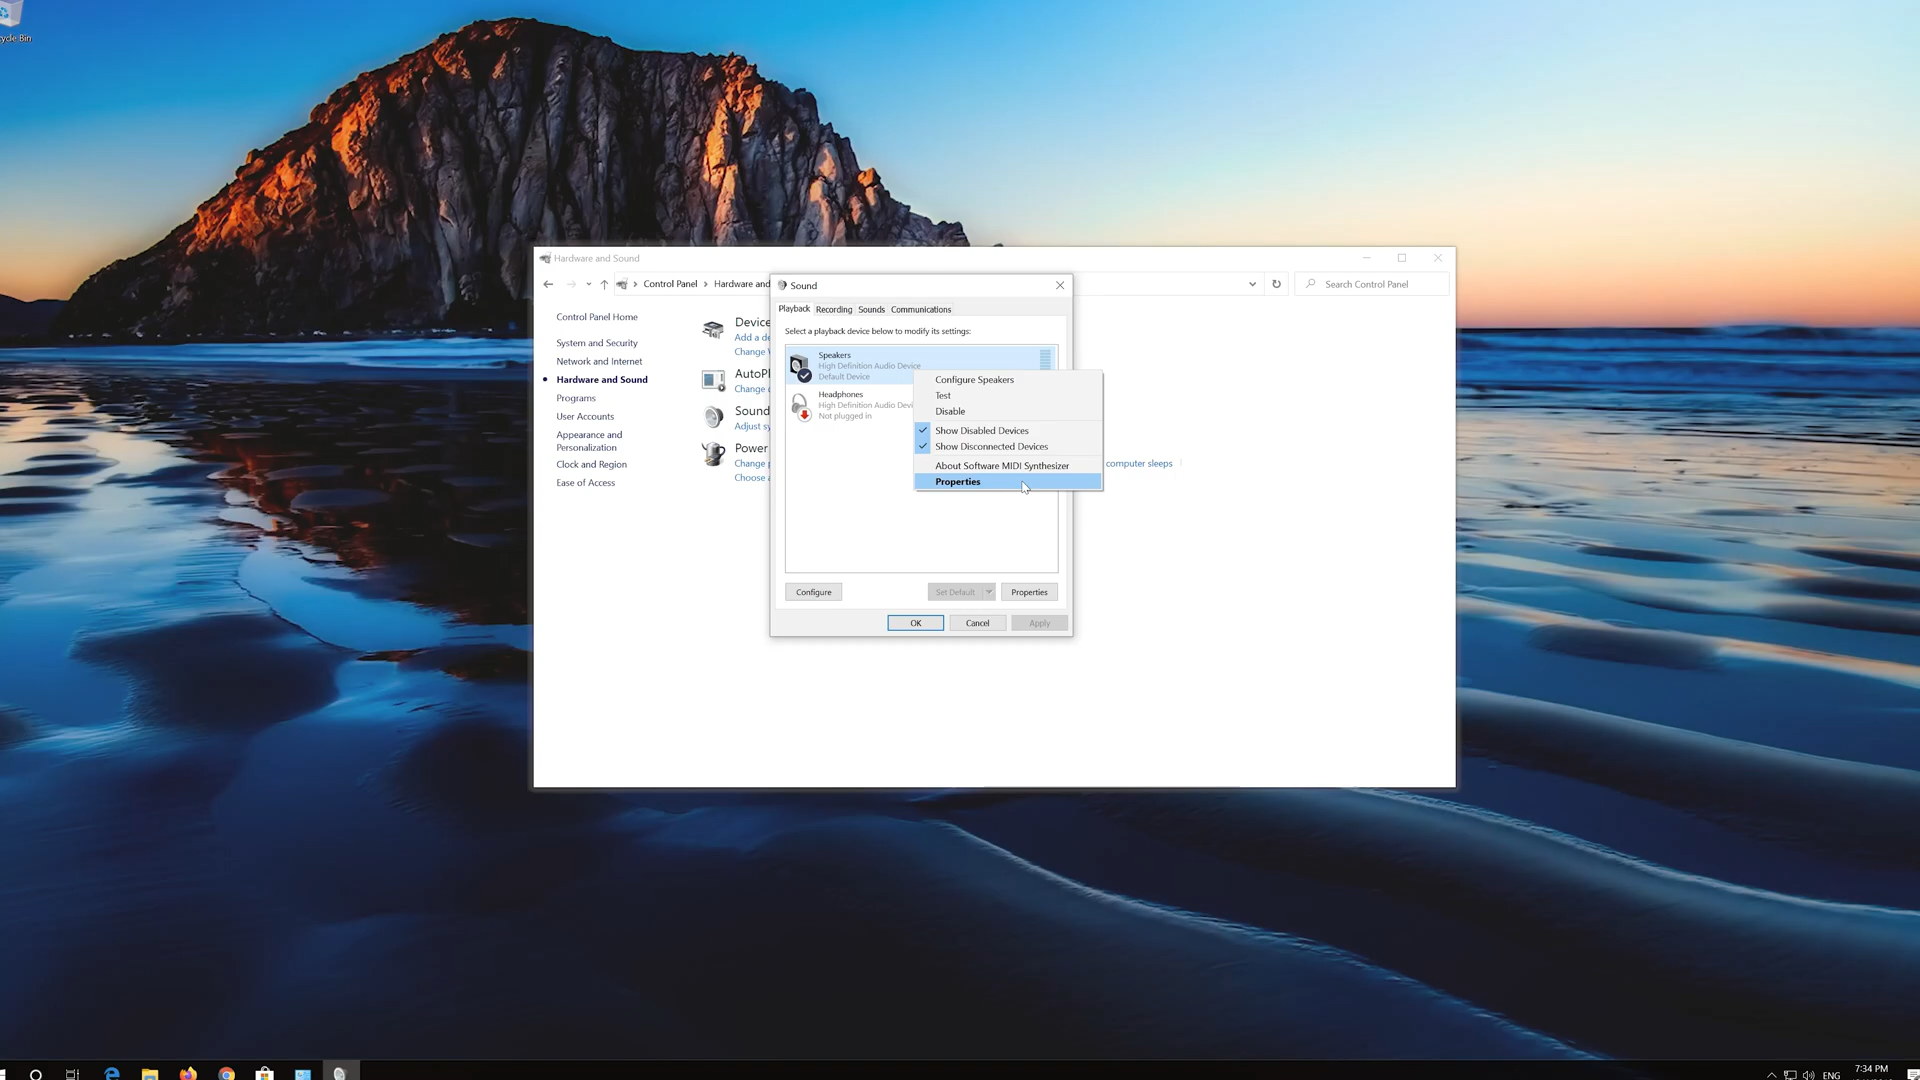 cycle Bin
Hardware and Sound
Control Panel
Hardware and
Search Control Panel
Control Panel Home
System and Security
Network and Internet
Hardware and Sound
Programs
User Accounts
Appearance and
Personalization
Clock and Region
Ease of Access
Device
Add a de
Change
AutoPl
Change
Sound
Adjust sy
Power
Change
Choose a
computer sleeps
Sound
Playback
Recording
Sounds
Communications
Select a playback device below to modify its settings:
Speakers
High Definition Audio Device
Default Device
Headphones
High Definition Audio Devi
Not plugged in
Configure Speakers
Test
Disable
Show Disabled Devices
Show Disconnected Devices
About Software MIDI Synthesizer
Properties
Configure
Set Default
Properties
OK
Cancel
Apply
ENG
7:34 PM